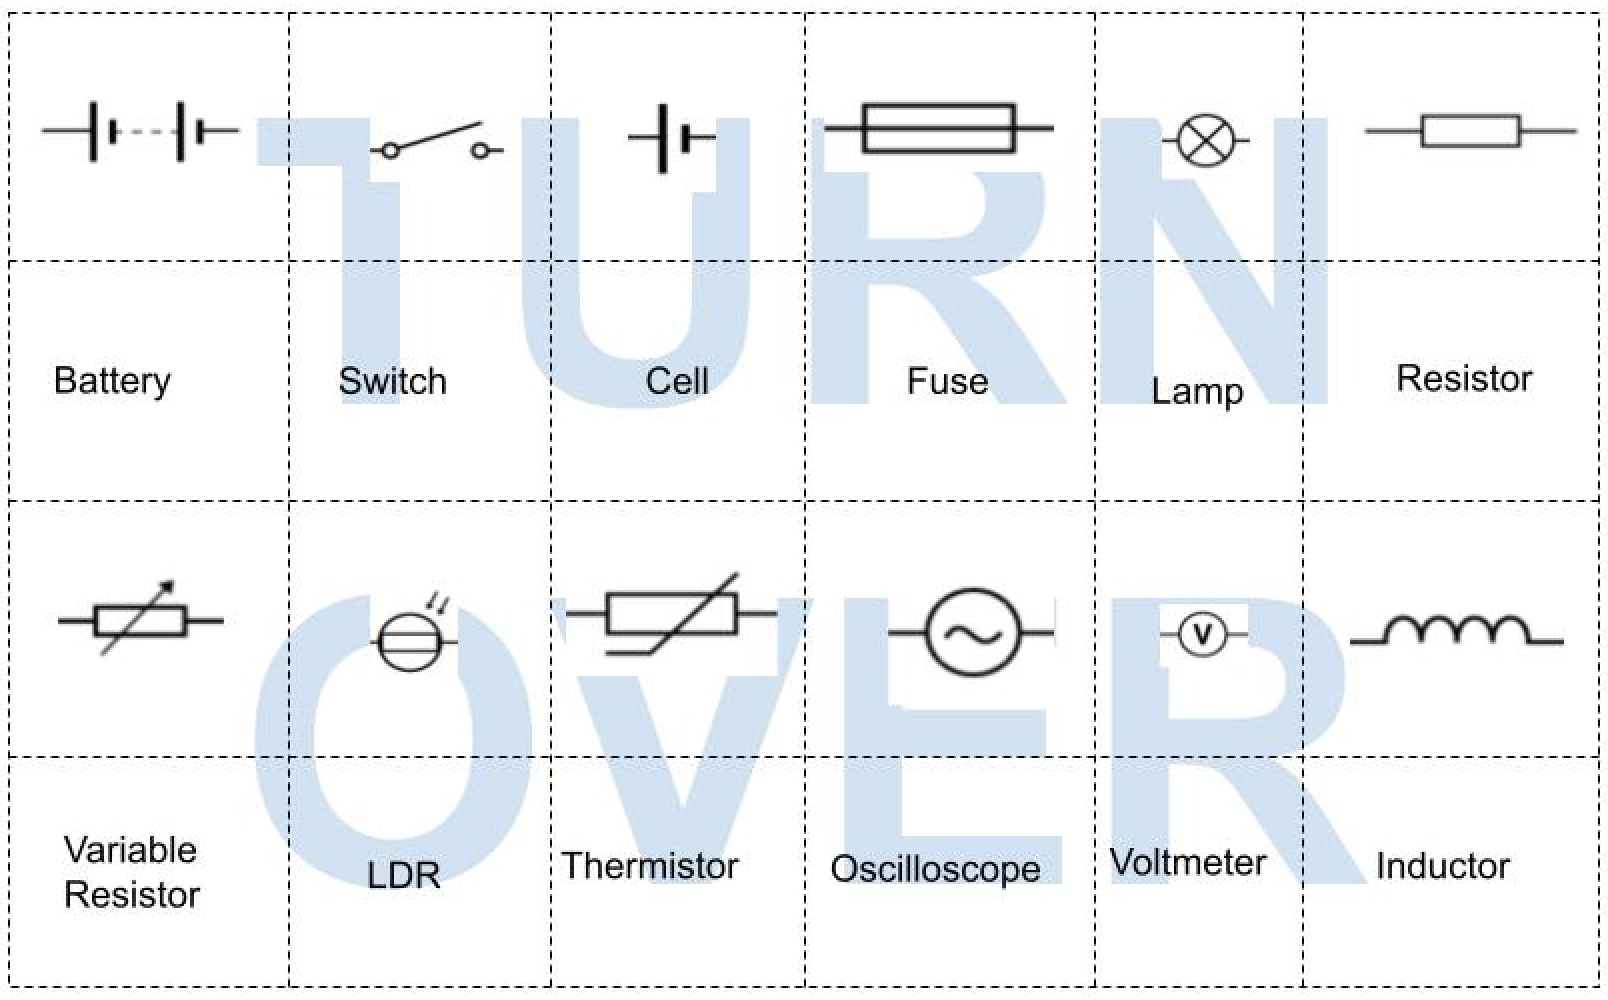 TURN
Battery
Switch
Cell
Fuse
Lamp
Resistor
OVER
V
Variable
Resistor
LDR
Thermistor
Oscilloscope
Voltmeter
Inductor